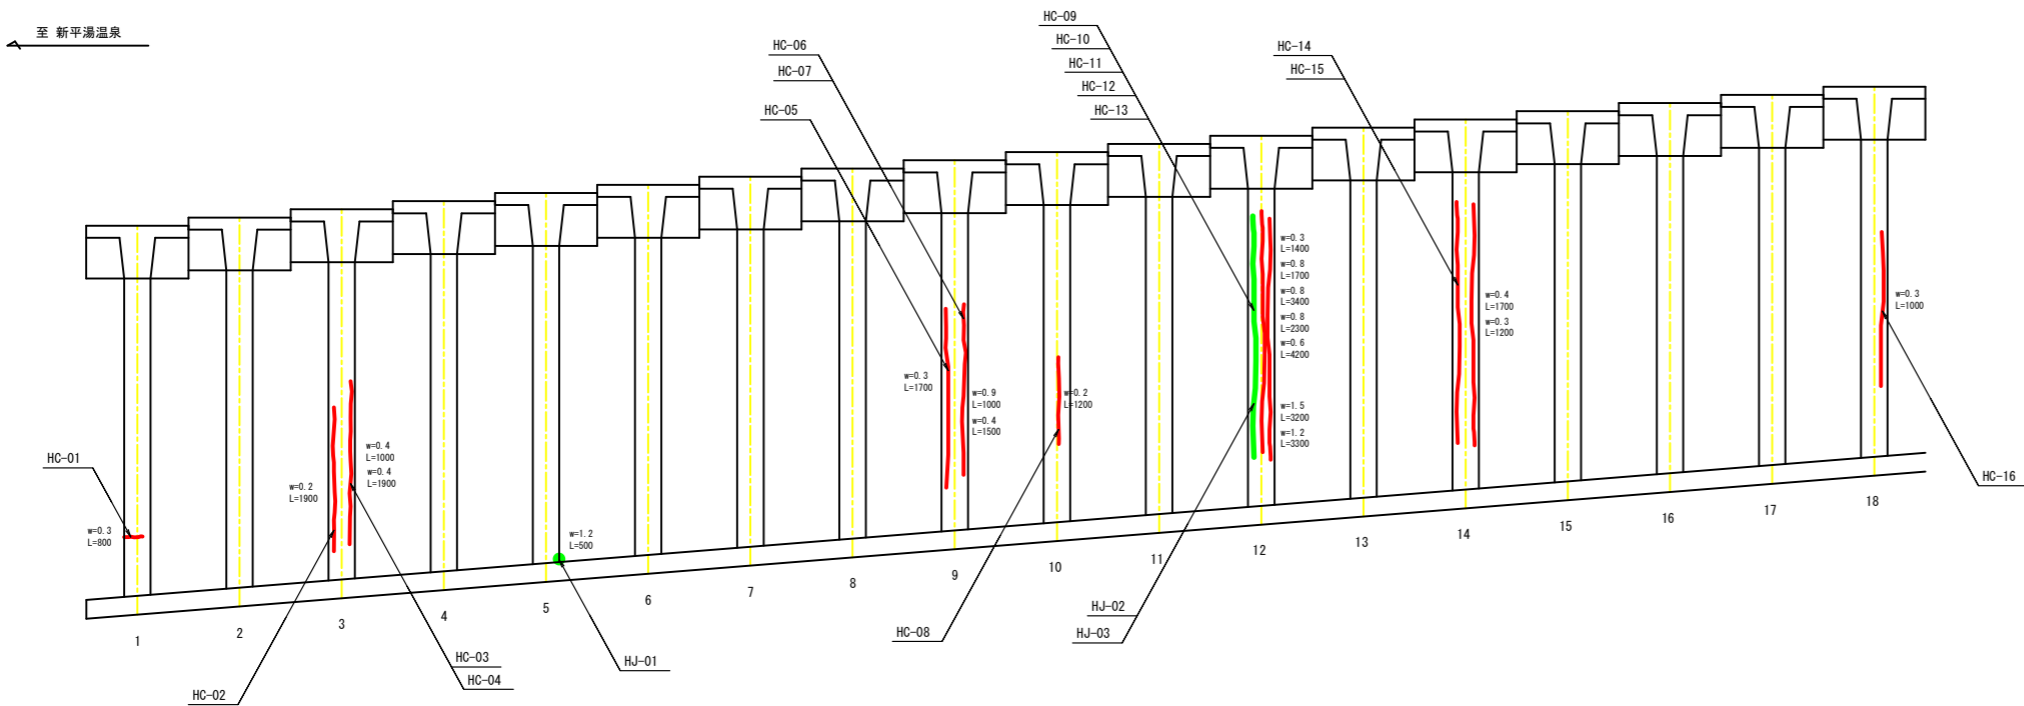 至 新平湯温泉
HC-09
HC-10
HC-11
HC-12
HC-13
HC-06
HC-07
HC-05
HC-14
HC-15
w=0.3
L=1400
w=0.8
L=1700
w=0.8
L=3400
w=0.8
L=2300
w=0.6
L=4200
w=1.5
L=3200
w=1.2
L=3300
w=0.4
L=1700
w=0.3
L=1200
w=0.3
L=1000
w=0.3
L=1700
w=0.9
L=1000
w=0.4
L=1500
w=0.2
L=1200
HC-01
w=0.3
L=800
w=0.2
L=1900
w=0.4
L=1000
w=0.4
L=1900
w=1.2
L=500
HC-16
1
2
3
4
5
6
7
8
9
10
11
12
13
14
15
16
17
18
HC-02
HC-03
HC-04
HJ-01
HC-08
HJ-02
HJ-03